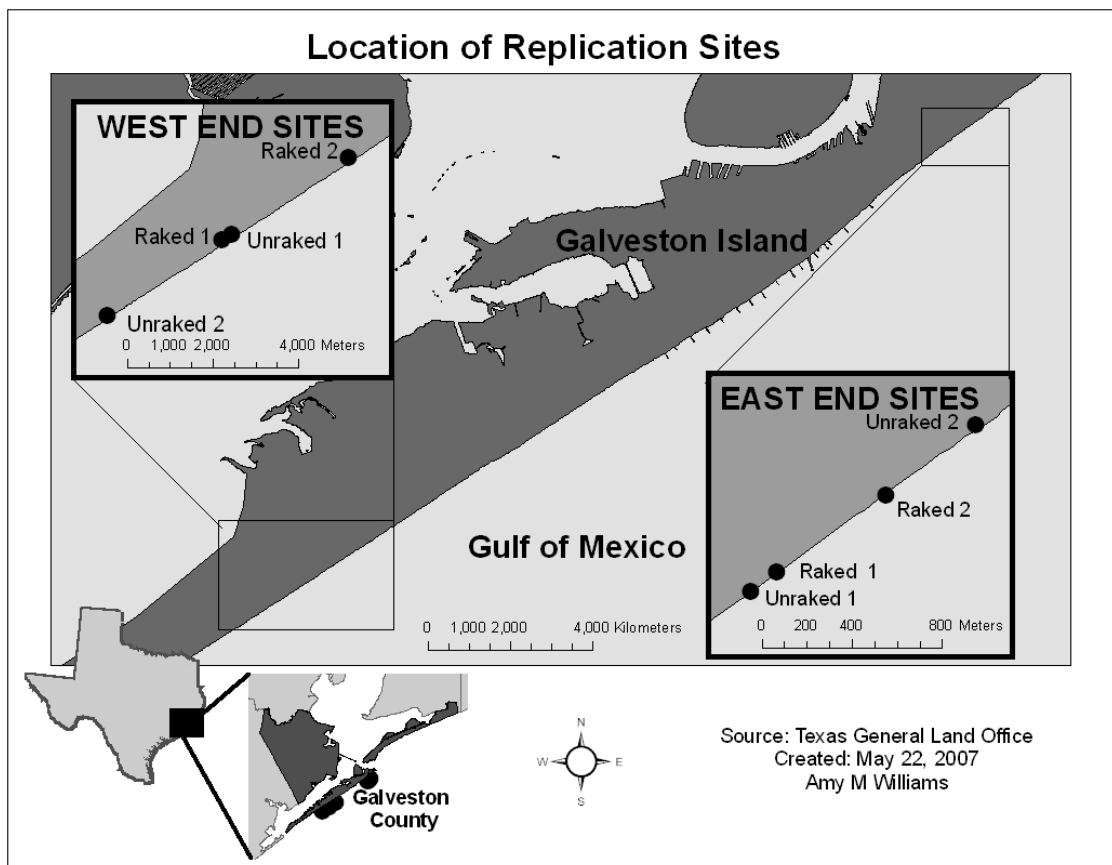 Location of Replication Sites
WEST END SITES
Raked 2
Raked 1
Unraked 1
Unraked 2
0 1,000 2,000 4,000 Meters
Galveston Island
EAST END SITES
Unraked 2
Raked 2
Raked 1
Unraked 1
0 200 400 800 Meters
Gulf of Mexico
0 1,000 2,000 4,000 Kilometers
Galveston
County
N
W E
S
Source: Texas General Land Office
Created: May 22, 2007
Amy M Williams